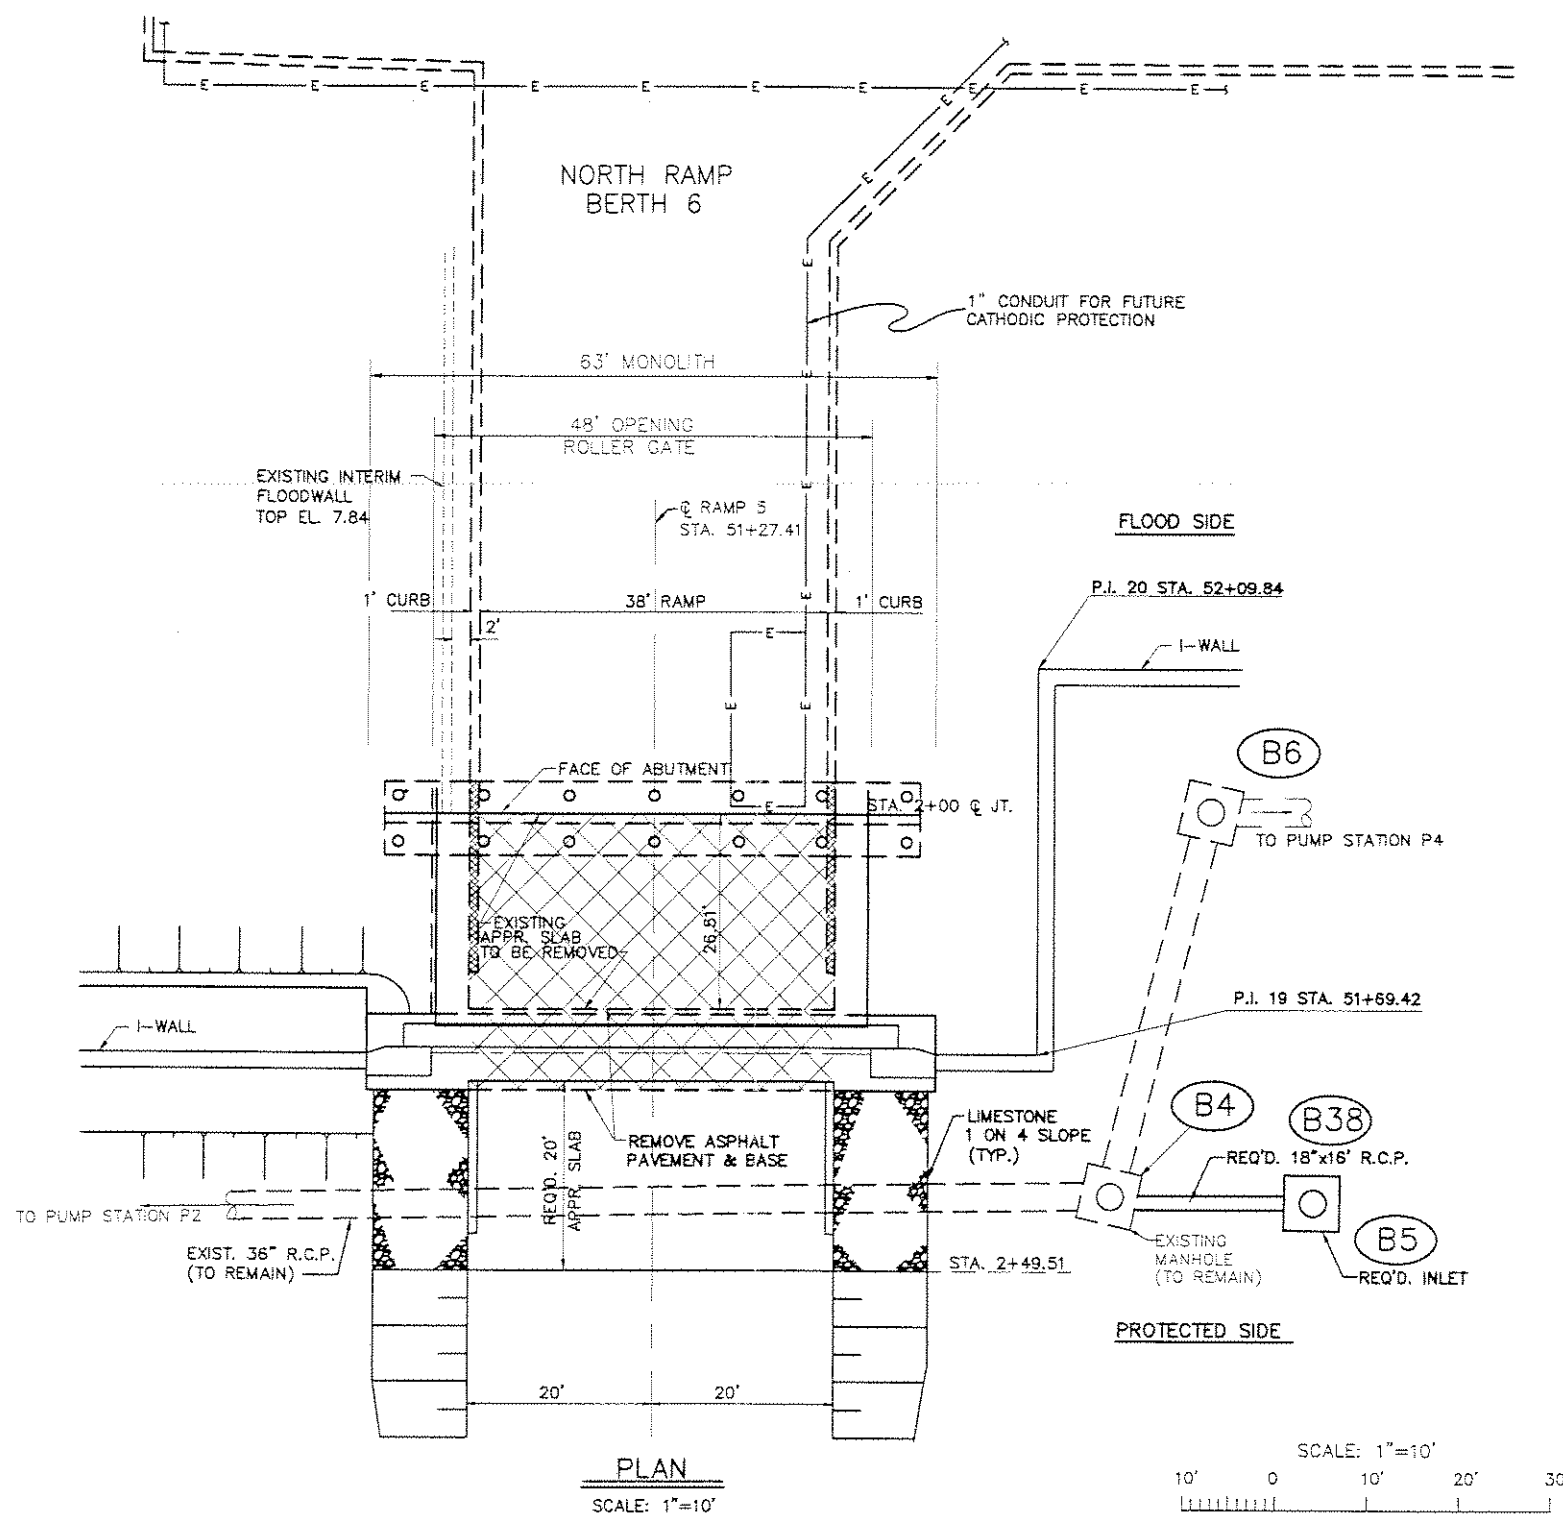 E E E E E E E E E E
NORTH RAMP
BERTH 6
E
E
1" CONDUIT FOR FUTURE
CATHODIC PROTECTION
63' MONOLITH
E
48' OPENING
ROLLER GATE
EXISTING INTERIM
FLOODWALL
TOP EL. 7.84
E
℄ RAMP 5
STA. 51+27.41
FLOOD SIDE
P.I. 20 STA. 52+09.84
1' CURB
38' RAMP
E
1' CURB
2'
E
I-WALL
E E
B6
FACE OF ABUTMENT
E
STA. 2+00 ℄ JT.
TO PUMP STATION P4
EXISTING
APPR. SLAB
TO BE REMOVED
26.81'
P.I. 19 STA. 51+69.42
I-WALL
B4
B38
LIMESTONE
1 ON 4 SLOPE
(TYP.)
REMOVE ASPHALT
PAVEMENT & BASE
REQ'D. 20'
APPR. SLAB
REQ'D. 18"x16' R.C.P.
TO PUMP STATION P2
EXIST. 36" R.C.P.
(TO REMAIN)
EXISTING
MANHOLE
(TO REMAIN)
B5
STA. 2+49.51
REQ'D. INLET
PROTECTED SIDE
20' 20'
PLAN
SCALE: 1"=10'
SCALE: 1"=10'
10' 0 10' 20' 30